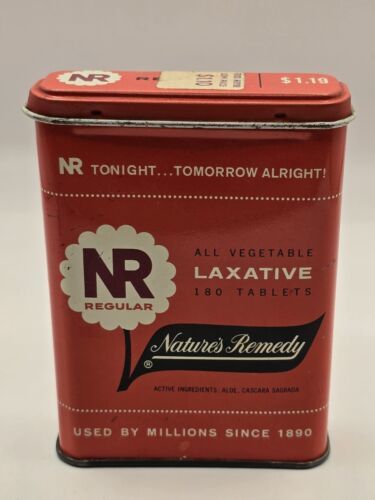 NR
$1.19
NR TONIGHT...TOMORROW ALRIGHT!
NR
REGULAR
ALL VEGETABLE
LAXATIVE
180 TABLETS
Nature's Remedy
®
ACTIVE INGREDIENTS: ALOE, CASCARA SAGRADA
USED BY MILLIONS SINCE 1890